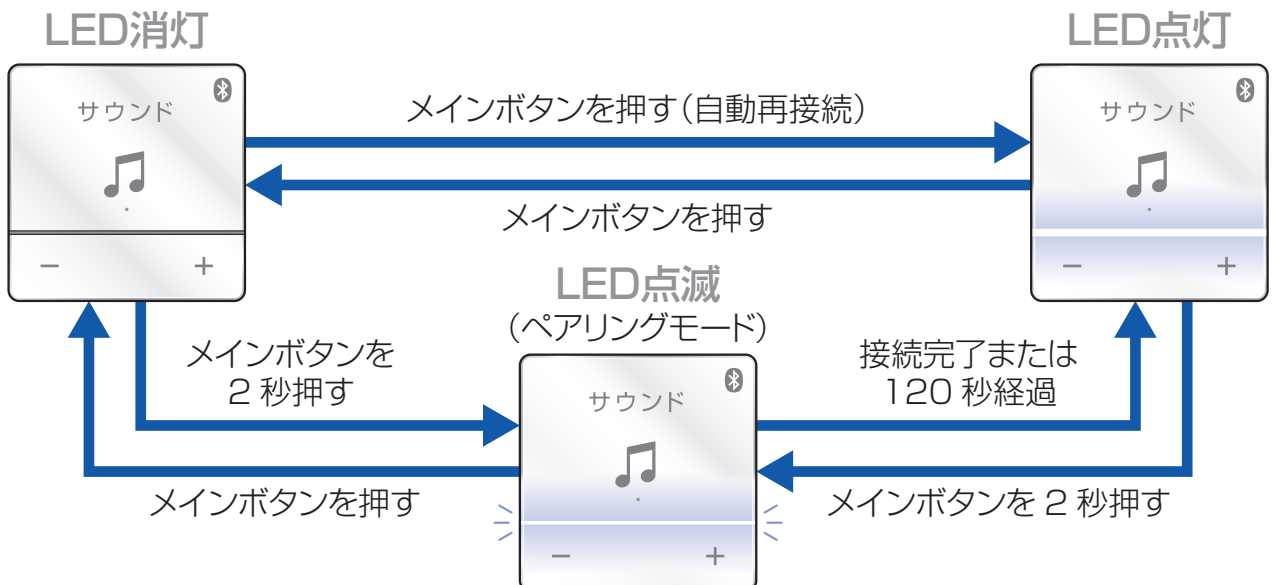 LED消灯
LED点灯
サウンド
メインボタンを押す(自動再接続)
サウンド
メインボタンを押す
− +
− +
LED点滅
(ペアリングモード)
メインボタンを
2 秒押す
接続完了または
120 秒経過
サウンド
メインボタンを押す
メインボタンを 2 秒押す
− +